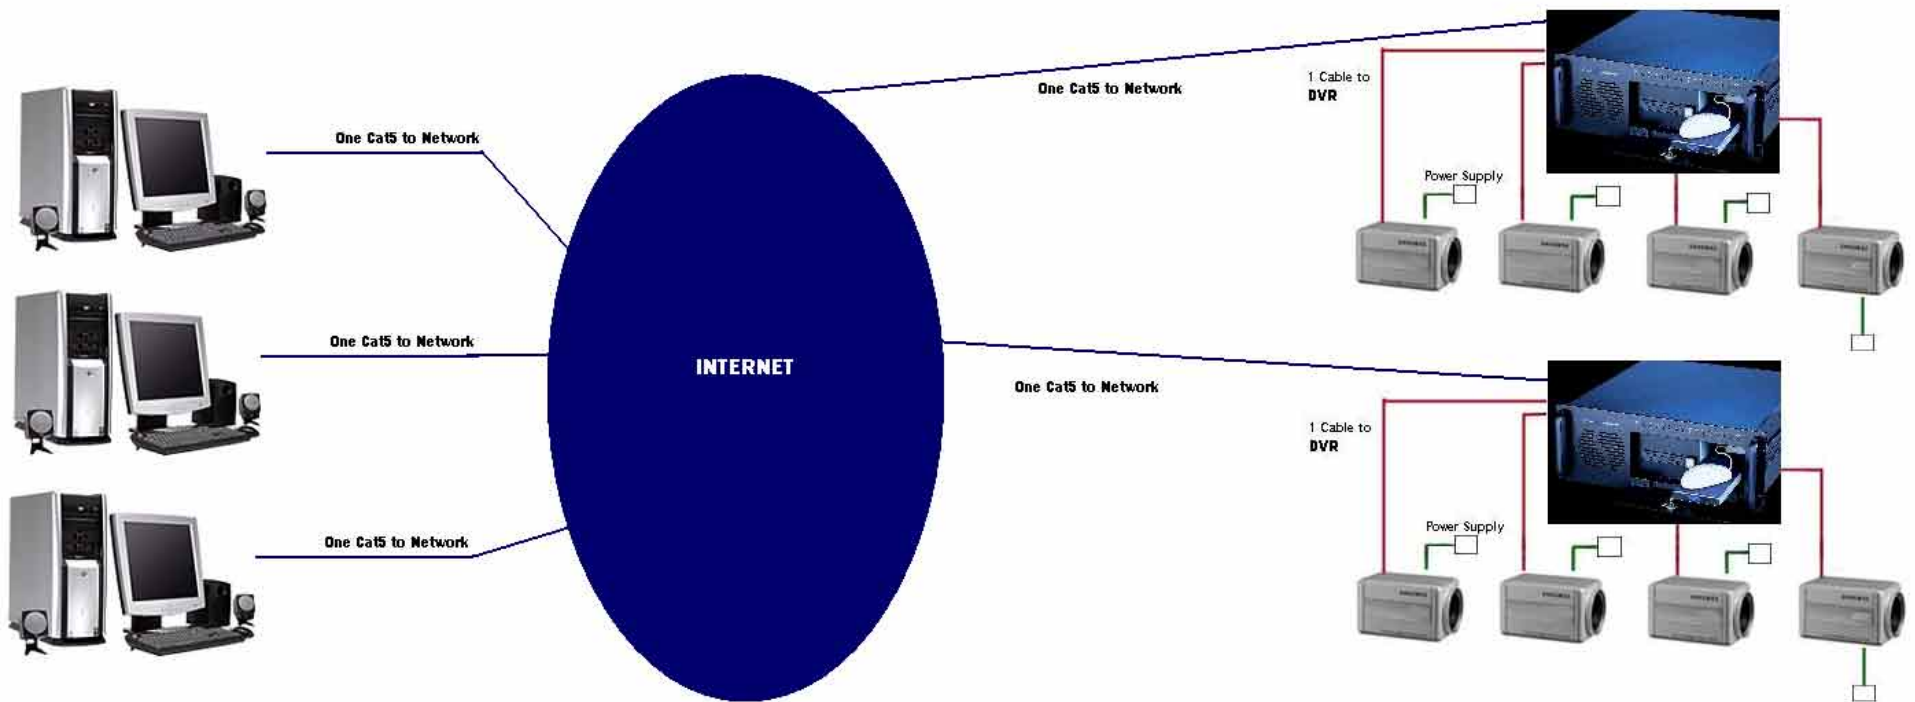 One Cat5 to Network
1 Cable to
DVR
One Cat5 to Network
Power Supply
One Cat5 to Network
INTERNET
One Cat5 to Network
1 Cable to
DVR
Power Supply
One Cat5 to Network